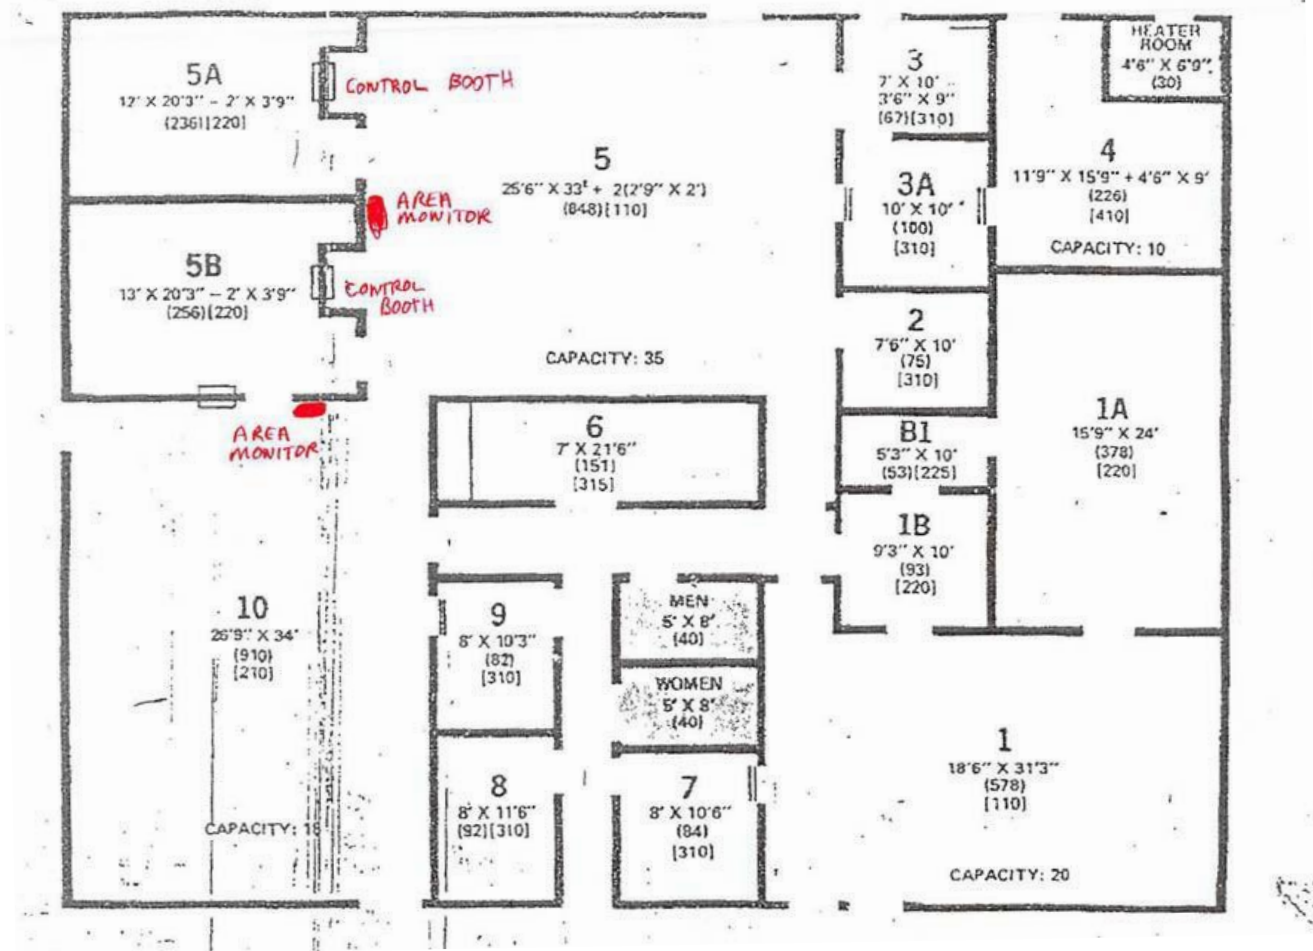 5A
12' X 20'3" – 2' X 3'9"
(236)[220]
CONTROL BOOTH
AREA
MONITOR
5B
13' X 20'3" – 2' X 3'9"
(256)[220]
CONTROL
BOOTH
AREA
MONITOR
5
25'6" X 33' + 2(2'9" X 2')
(848)[110]
CAPACITY: 35
3
7' X 10' –
3'6" X 9"
(67)[310]
3A
10' X 10'
(100)
[310]
HEATER
ROOM
4'6" X 6'9"
(30)
4
11'9" X 15'9" + 4'6" X 9'
(226)
[410]
CAPACITY: 10
2
7'6" X 10'
(75)
[310]
B1
5'3" X 10'
(53)[225]
1A
15'9" X 24'
(378)
[220]
1B
9'3" X 10'
(93)
[220]
6
7' X 21'6"
(151)
[315]
10
26'9" X 34'
(910)
[210]
CAPACITY:
9
8' X 10'3"
(82)
[310]
MEN
5' X 8'
(40)
WOMEN
5' X 8'
(40)
8
8' X 11'6"
(92)[310]
7
8' X 10'6"
(84)
[310]
1
18'6" X 31'3"
(578)
[110]
CAPACITY: 20